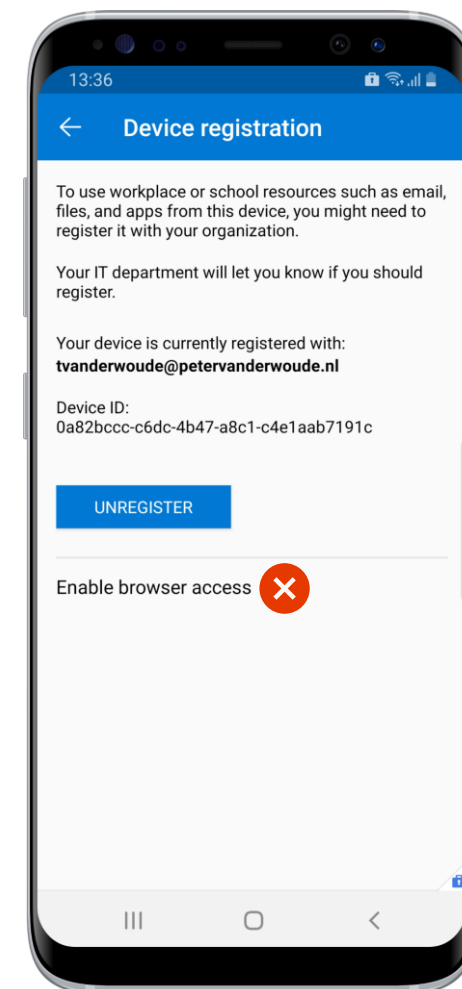 13:36
Device registration
To use workplace or school resources such as email,
files, and apps from this device, you might need to
register it with your organization.
Your IT department will let you know if you should
register.
Your device is currently registered with:
tvanderwoude@petervanderwoude.nl
Device ID:
0a82bccc-c6dc-4b47-a8c1-c4e1aab7191c
UNREGISTER
Enable browser access